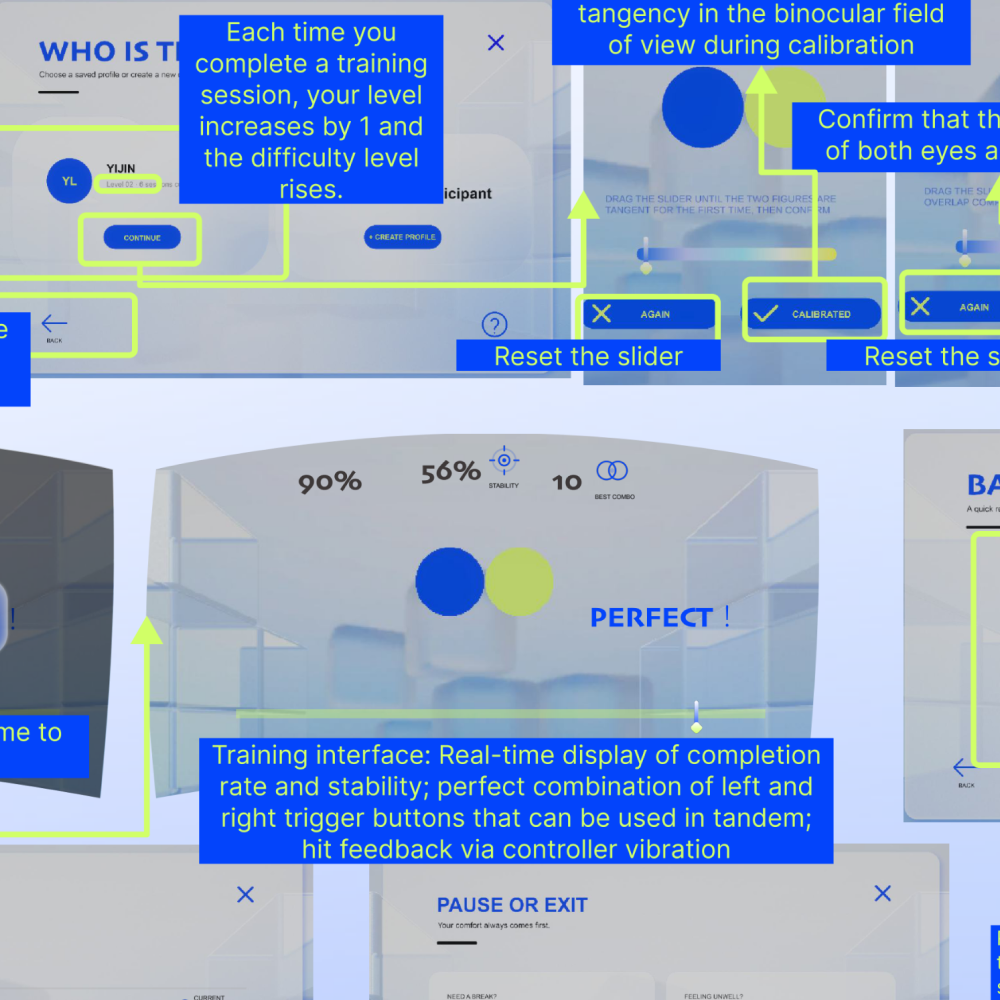 WHO IS T
Choose a saved profile or create a new
Each time you
complete a training
session, your level
increases by 1 and
the difficulty level
rises.
YL
YIJIN
Level 02 · 6 ses
CONTINUE
icipant
+ CREATE PROFILE
BACK
?
e
tangency in the binocular field
of view during calibration
Confirm that th
of both eyes a
DRAG THE SLIDER UNTIL THE TWO FIGURES ARE
TANGENT FOR THE FIRST TIME, THEN CONFIRM
AGAIN
CALIBRATED
Reset the slider
DRAG THE SLI
OVERLAP COM
AGAIN
Reset the s
90%
56%
STABILITY
10
BEST COMBO
PERFECT !
!
me to
Training interface: Real-time display of completion
rate and stability; perfect combination of left and
right trigger buttons that can be used in tandem;
hit feedback via controller vibration
BA
A quick r
BACK
CURRENT
PAUSE OR EXIT
Your comfort always comes first.
NEED A BREAK?
FEELING UNWELL?